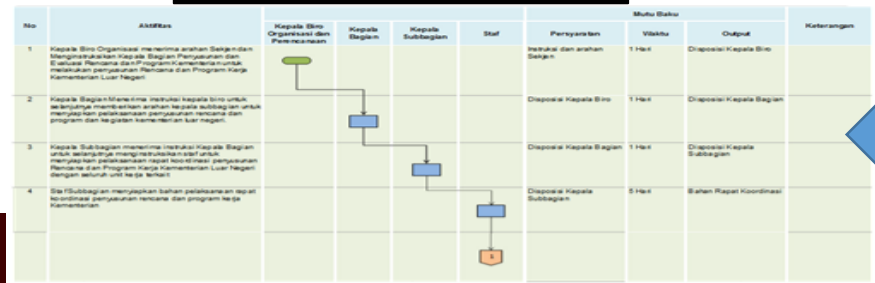 Mutu Baku
No Aktifitas Kepala Biro Organisasi dan Perencanaan Kepala Bagian Kepala Subbagian Staf Persyaratan Waktu Output Keterangan
1 Kepala Biro Organisasi menerima arahan Sekjen dan
Menginstruksikan Kepala Bagian Penyusunan dan
Evaluasi Rencana dan Program Kementerian untuk
melakukan penyusunan Rencana dan Program Kerja
Kementerian Luar Negeri
Instruksi dan arahan
Sekjen
1 Hari
Disposisi Kepala Biro
2 Kepala Bagian Menerima instruksi kepala biro untuk
selanjutnya memberikan arahan kepala subbagian untuk
menyiapkan pelaksanaan penyusunan rencana dan
program dan kegiatan kementerian luar negeri.
Disposisi Kepala Biro
1 Hari
Disposisi Kepala Bagian
3 Kepala Subbagian menerima instruksi Kepala Bagian
untuk selanjutnya menginstruksikan staf untuk
menyiapkan pelaksanaan rapat koordinasi penyusunan
Rencana dan Program Kerja Kementerian Luar Negeri
dengan seluruh unit kerja terkait
Disposisi Kepala Bagian
1 Hari
Disposisi Kepala
Subbagian
4 Staf Subbagian menyiapkan bahan pelaksanaan rapat
koordinasi penyusunan rencana dan program kerja
Kementerian
Disposisi Kepala
Subbagian
5 Hari
Bahan Rapat Koordinasi